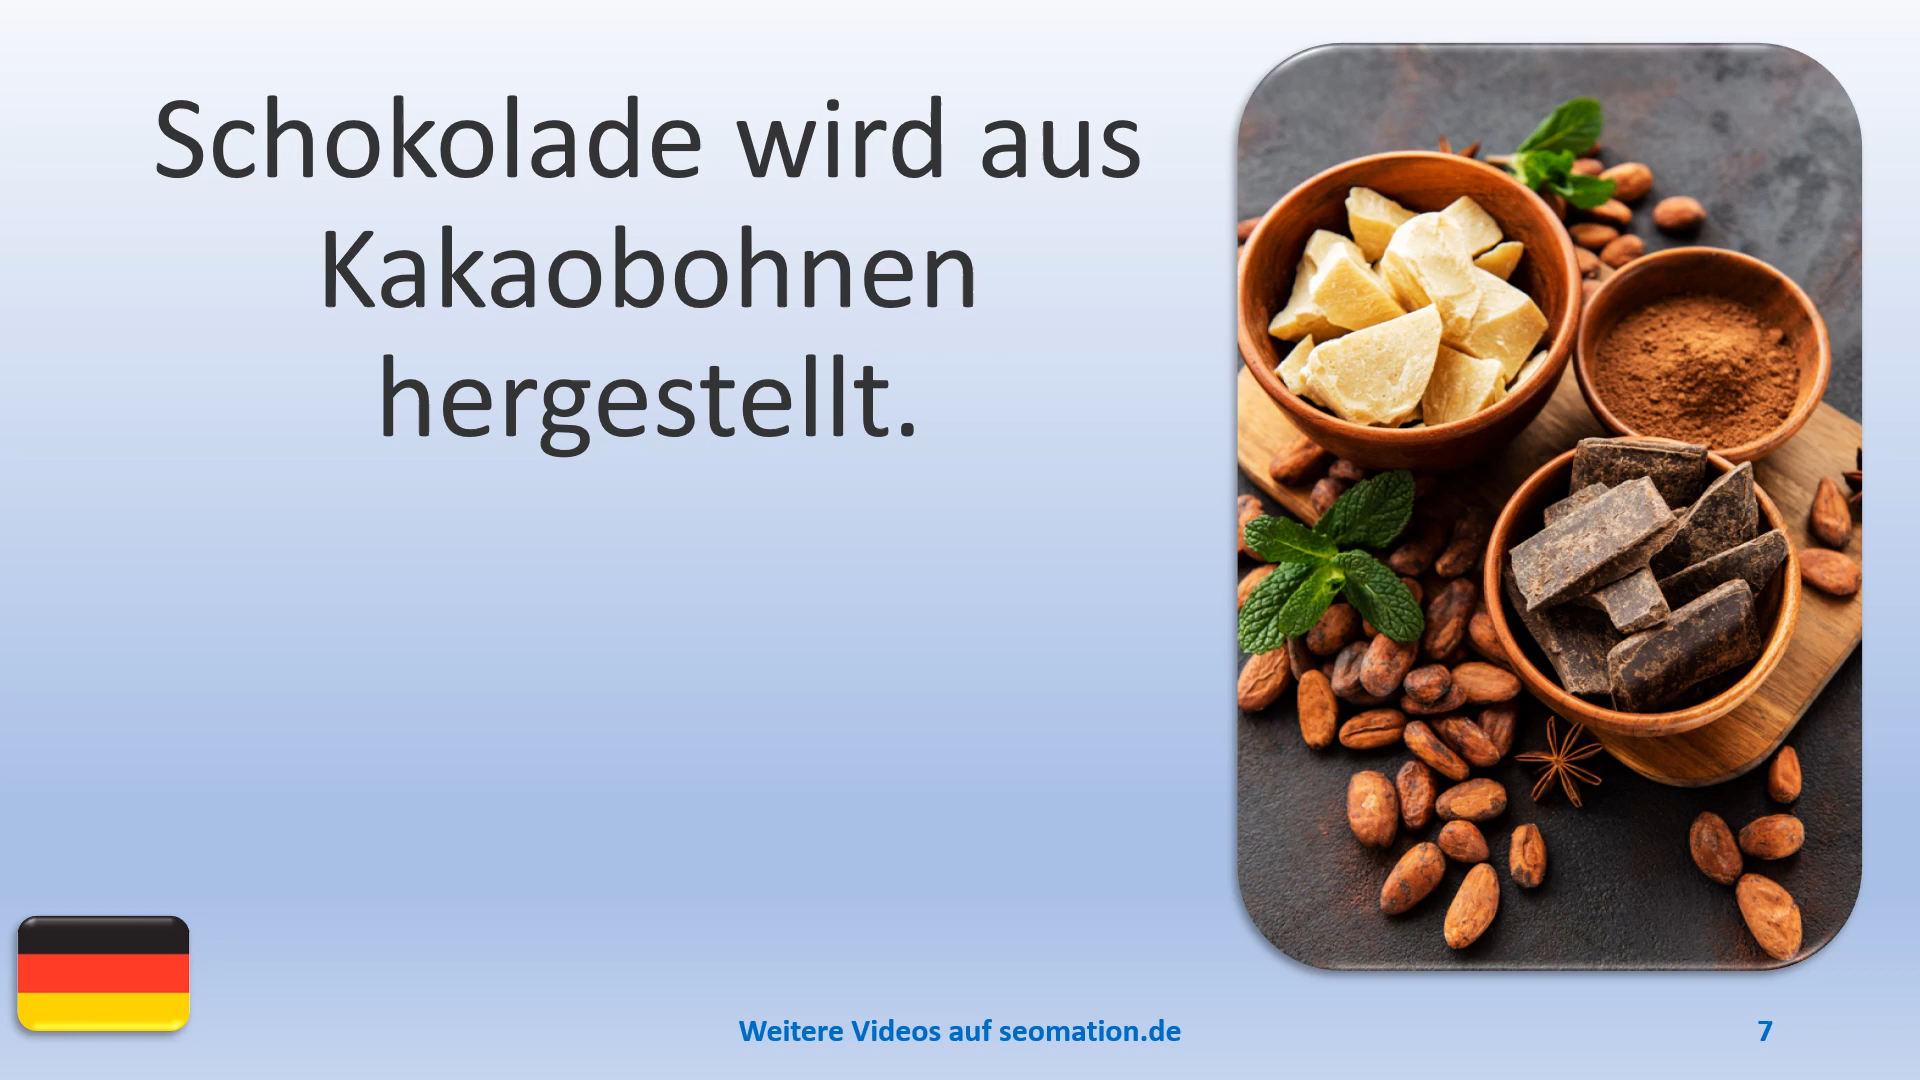 Schokolade wird aus
Kakaobohnen
hergestellt.
Weitere Videos auf seomation.de
7